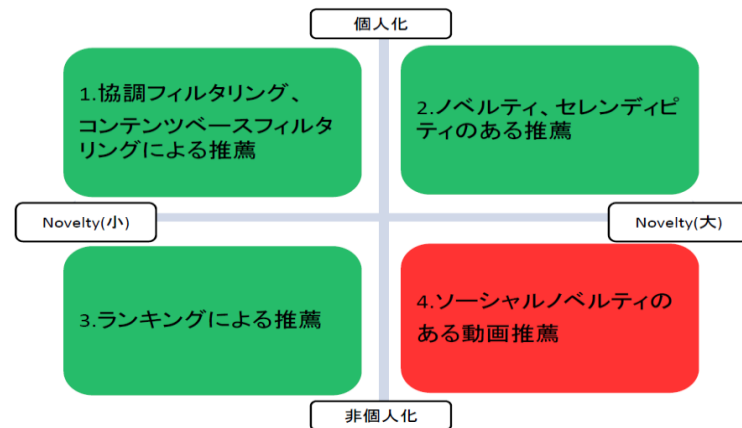 個人化
1.協調フィルタリング、
コンテンツベースフィルタ
リングによる推薦
2.ノベルティ、セレンディピ
ティのある推薦
Novelty(小)
Novelty(大)
3.ランキングによる推薦
4.ソーシャルノベルティの
ある動画推薦
非個人化